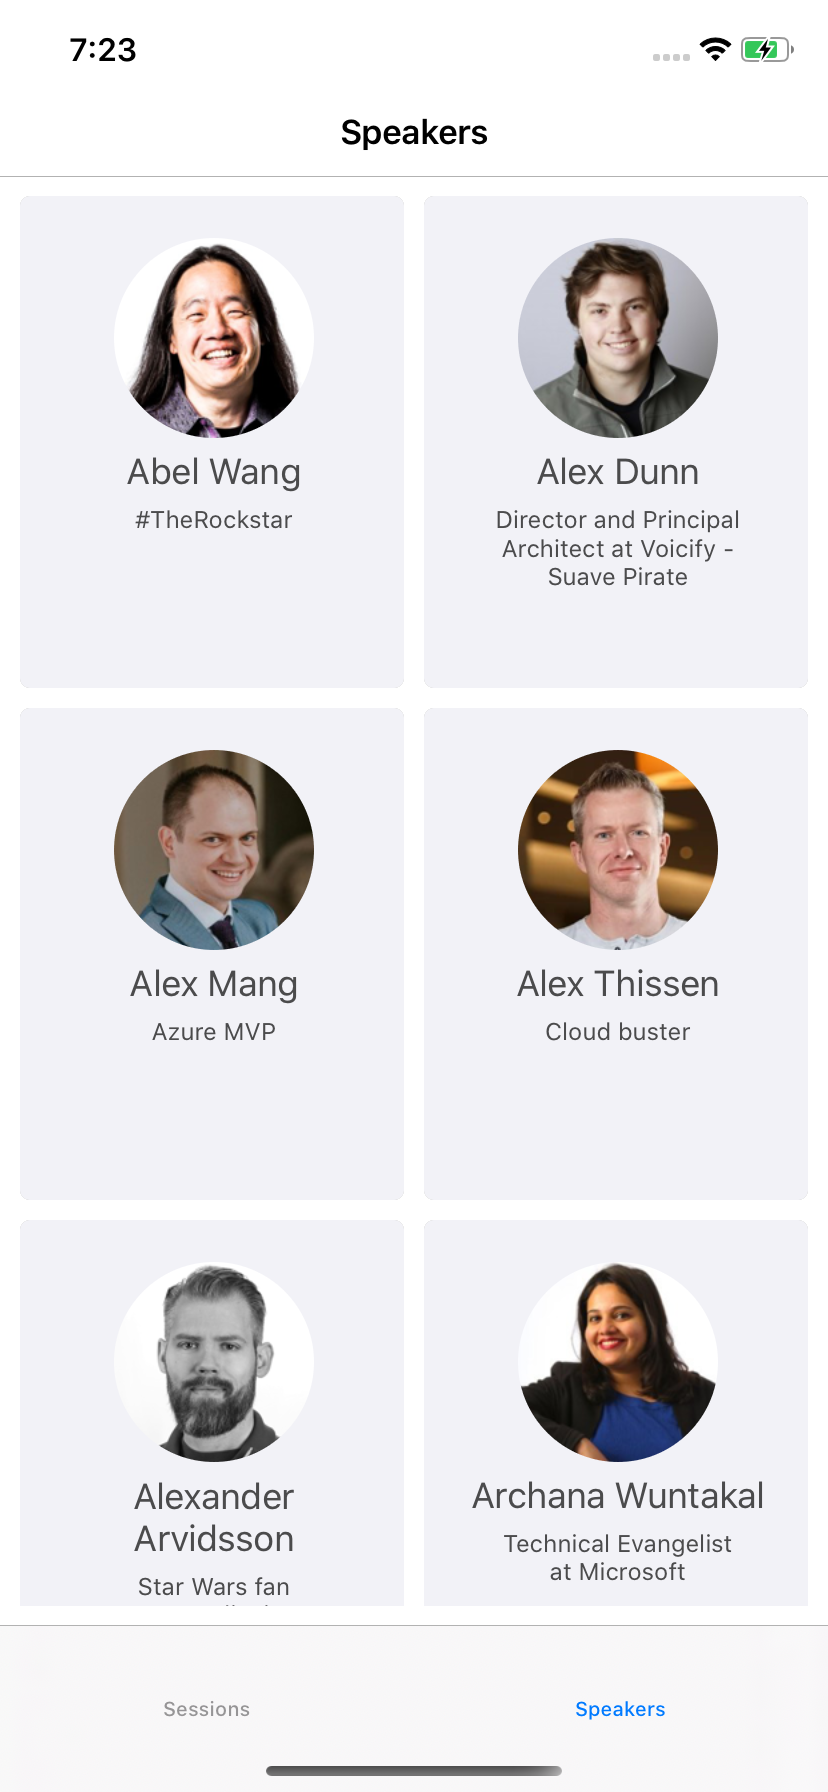 7:23
Speakers
Abel Wang
#TheRockstar
Alex Dunn
Director and Principal
Architect at Voicify -
Suave Pirate
Alex Mang
Azure MVP
Alex Thissen
Cloud buster
Alexander
Arvidsson
Star Wars fan
Archana Wuntakal
Technical Evangelist
at Microsoft
Sessions
Speakers